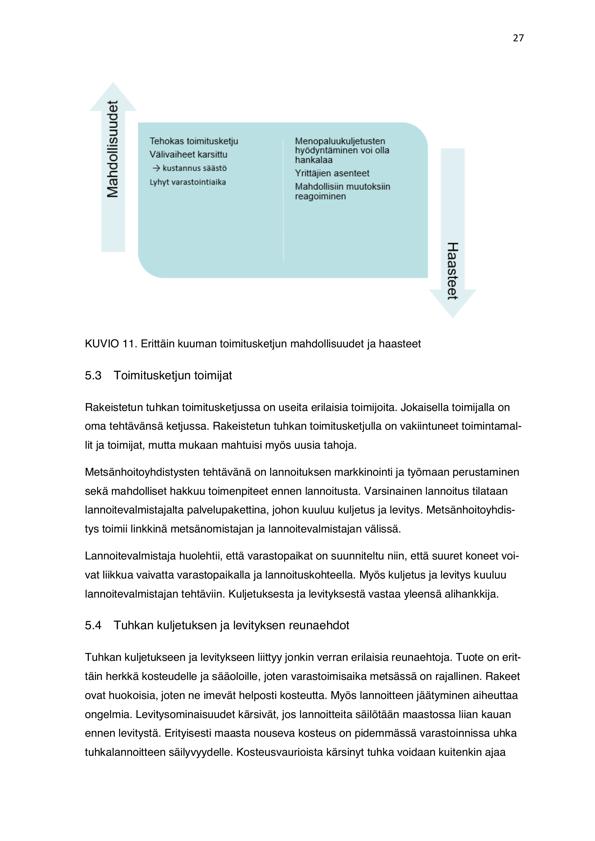 27
Mahdollisuudet
Tehokas toimitusketju
Välivaiheet karsittu
→ kustannus säästö
Lyhyt varastointiaika
Menopaluukuljetusten
hyödyntäminen voi olla
hankalaa
Yrittäjien asenteet
Mahdollisiin muutoksiin
reagoiminen
Haasteet
KUVIO 11. Erittäin kuuman toimitusketjun mahdollisuudet ja haasteet
5.3 Toimitusketjun toimijat
Rakeistetun tuhkan toimitusketjussa on useita erilaisia toimijoita. Jokaisella toimijalla on
oma tehtävänsä ketjussa. Rakeistetun tuhkan toimitusketjulla on vakiintuneet toimintamal-
lit ja toimijat, mutta mukaan mahtuisi myös uusia tahoja.
Metsänhoitoyhdistysten tehtävänä on lannoituksen markkinointi ja työmaan perustaminen
sekä mahdolliset hakkuu toimenpiteet ennen lannoitusta. Varsinainen lannoitus tilataan
lannoitevalmistajalta palvelupakettina, johon kuuluu kuljetus ja levitys. Metsänhoitoyhdis-
tys toimii linkkinä metsänomistajan ja lannoitevalmistajan välissä.
Lannoitevalmistaja huolehtii, että varastopaikat on suunniteltu niin, että suuret koneet voi-
vat liikkua vaivatta varastopaikalla ja lannoituskohteella. Myös kuljetus ja levitys kuuluu
lannoitevalmistajan tehtäviin. Kuljetuksesta ja levityksestä vastaa yleensä alihankkija.
5.4 Tuhkan kuljetuksen ja levityksen reunaehdot
Tuhkan kuljetukseen ja levitykseen liittyy jonkin verran erilaisia reunaehtoja. Tuote on erit-
täin herkkä kosteudelle ja sääoloille, joten varastoimisaika metsässä on rajallinen. Rakeet
ovat huokoisia, joten ne imevät helposti kosteutta. Myös lannoitteen jäätyminen aiheuttaa
ongelmia. Levitysominaisuudet kärsivät, jos lannoitteita säilötään maastossa liian kauan
ennen levitystä. Erityisesti maasta nouseva kosteus on pidemmässä varastoinnissa uhka
tuhkalannoitteen säilyvyydelle. Kosteusvaurioista kärsinyt tuhka voidaan kuitenkin ajaa